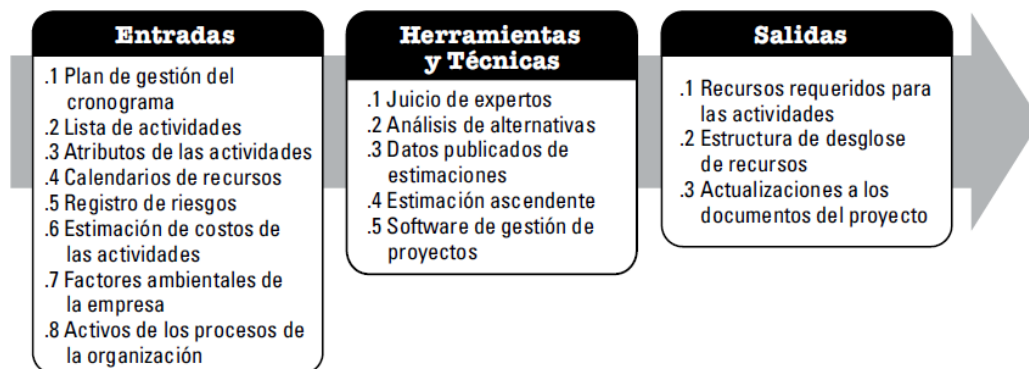 Entradas
.1 Plan de gestión del
cronograma
.2 Lista de actividades
.3 Atributos de las actividades
.4 Calendarios de recursos
.5 Registro de riesgos
.6 Estimación de costos de
las actividades
.7 Factores ambientales de
la empresa
.8 Activos de los procesos de
la organización
Herramientas
y Técnicas
.1 Juicio de expertos
.2 Análisis de alternativas
.3 Datos publicados de
estimaciones
.4 Estimación ascendente
.5 Software de gestión de
proyectos
Salidas
.1 Recursos requeridos para
las actividades
.2 Estructura de desglose
de recursos
.3 Actualizaciones a los
documentos del proyecto